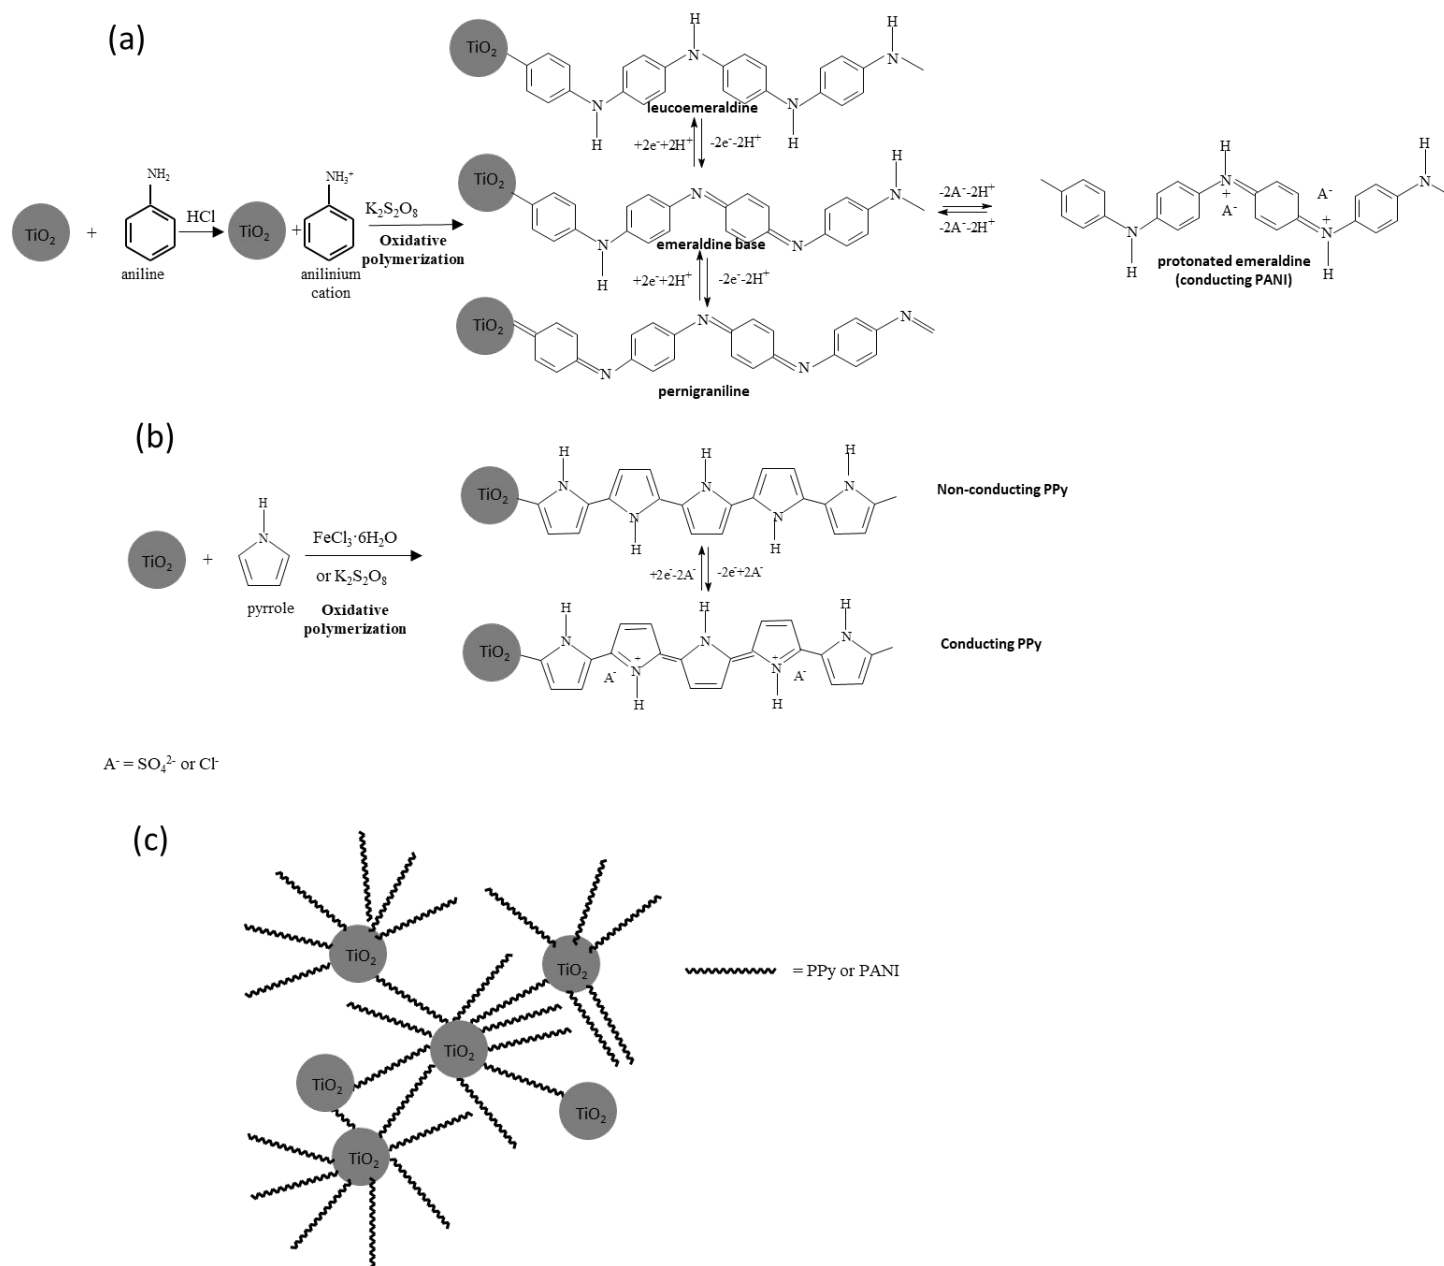 (a)
TiO2
H
N
N
H
leucoemeraldine
N
H
H
N
+2e⁻+2H⁺
-2e⁻-2H⁺
TiO2
+
NH2
aniline
HCl
TiO2
+
NH3⁺
anilinium
cation
K2S2O8
Oxidative
polymerization
TiO2
N
H
N
emeraldine base
N
H
N
+2e⁻+2H⁺
-2e⁻-2H⁺
-2A⁻-2H⁺
-2A⁻-2H⁺
N
H
H
N
+
A⁻
A⁻
+
N
H
H
N
protonated emeraldine
(conducting PANI)
TiO2
N
N
N
N
pernigraniline
(b)
TiO2
+
H
N
pyrrole
FeCl3·6H2O
or K2S2O8
Oxidative
polymerization
TiO2
H
N
N
H
H
N
N
H
H
N
Non-conducting PPy
+2e⁻-2A⁻
-2e⁻+2A⁻
TiO2
H
N
A⁻
+
N
H
H
N
+
N
H
A⁻
H
N
Conducting PPy
A⁻ = SO4²⁻ or Cl⁻
(c)
TiO2
TiO2
= PPy or PANI
TiO2
TiO2
TiO2
TiO2